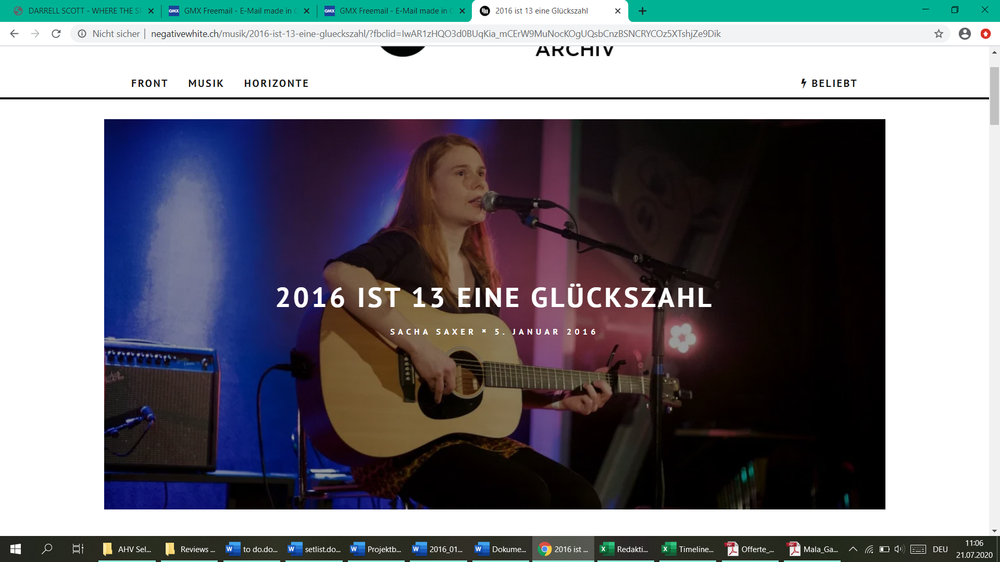 DARRELL SCOTT - WHERE THE SP
GMX GMX Freemail - E-Mail made in G
GMX GMX Freemail - E-Mail made in G
2016 ist 13 eine Glückszahl
Nicht sicher
negativewhite.ch/musik/2016-ist-13-eine-glueckszahl/?fbclid=IwAR1zHQO3d0BUqKia_mCErW9MuNocKOgUQsbCnzBSNCRYCOz5XTshjZe9Dik
ARCHIV
FRONT MUSIK HORIZONTE BELIEBT
2016 IST 13 EINE GLÜCKSZAHL
SACHA SAXER × 5. JANUAR 2016
AHV Sel... Reviews ... to do.do... setlist.do... Projektb... 2016_01... Dokume... 2016 ist ... Redakti... Timeline... Offerte_... Mala_Ga... DEU
11:06
21.07.2020